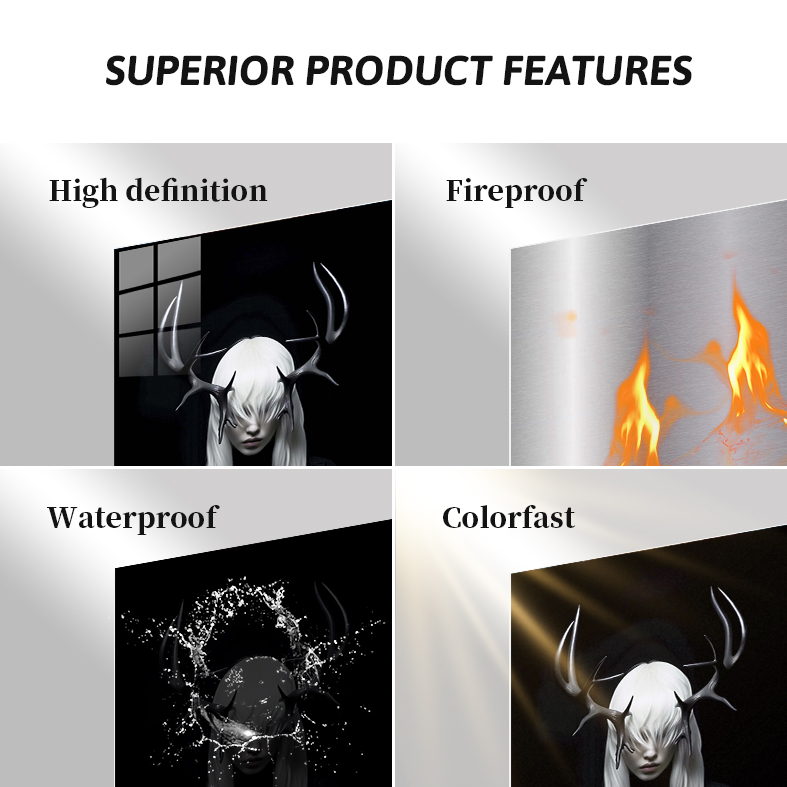 SUPERIOR PRODUCT FEATURES
High definition
Fireproof
Waterproof
Colorfast